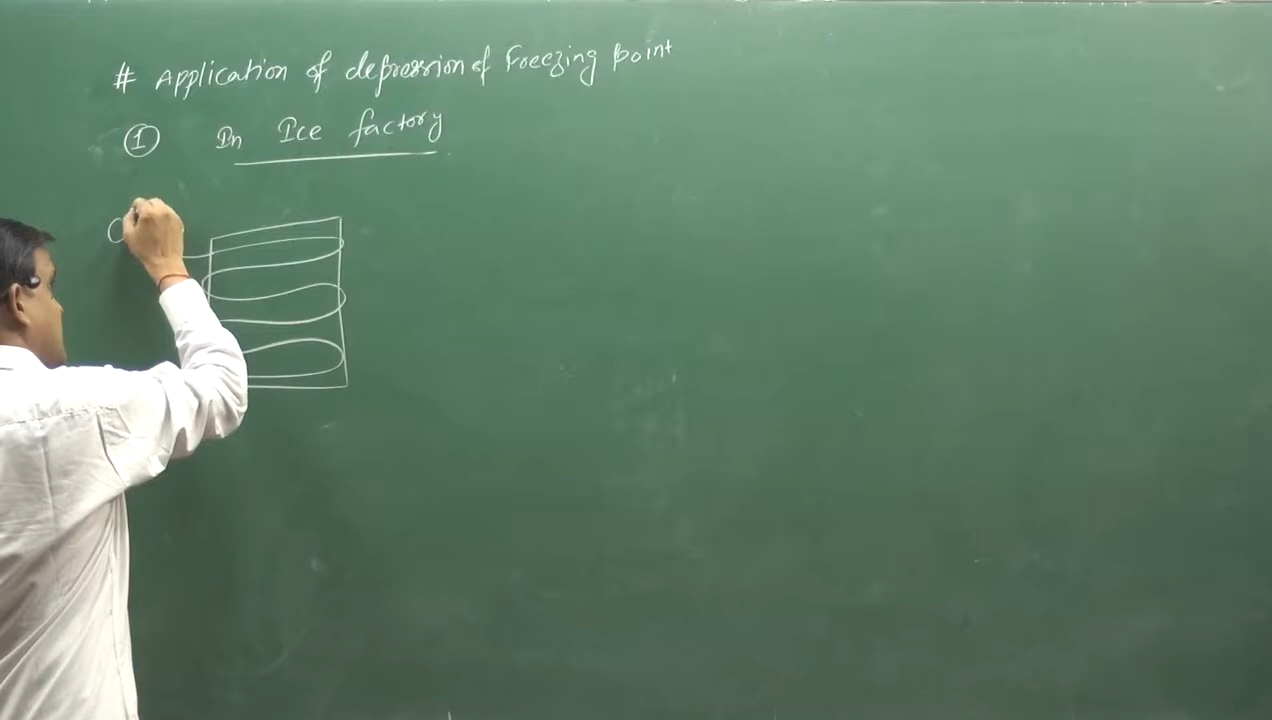 # Application of depression of Freezing point
① In Ice factory